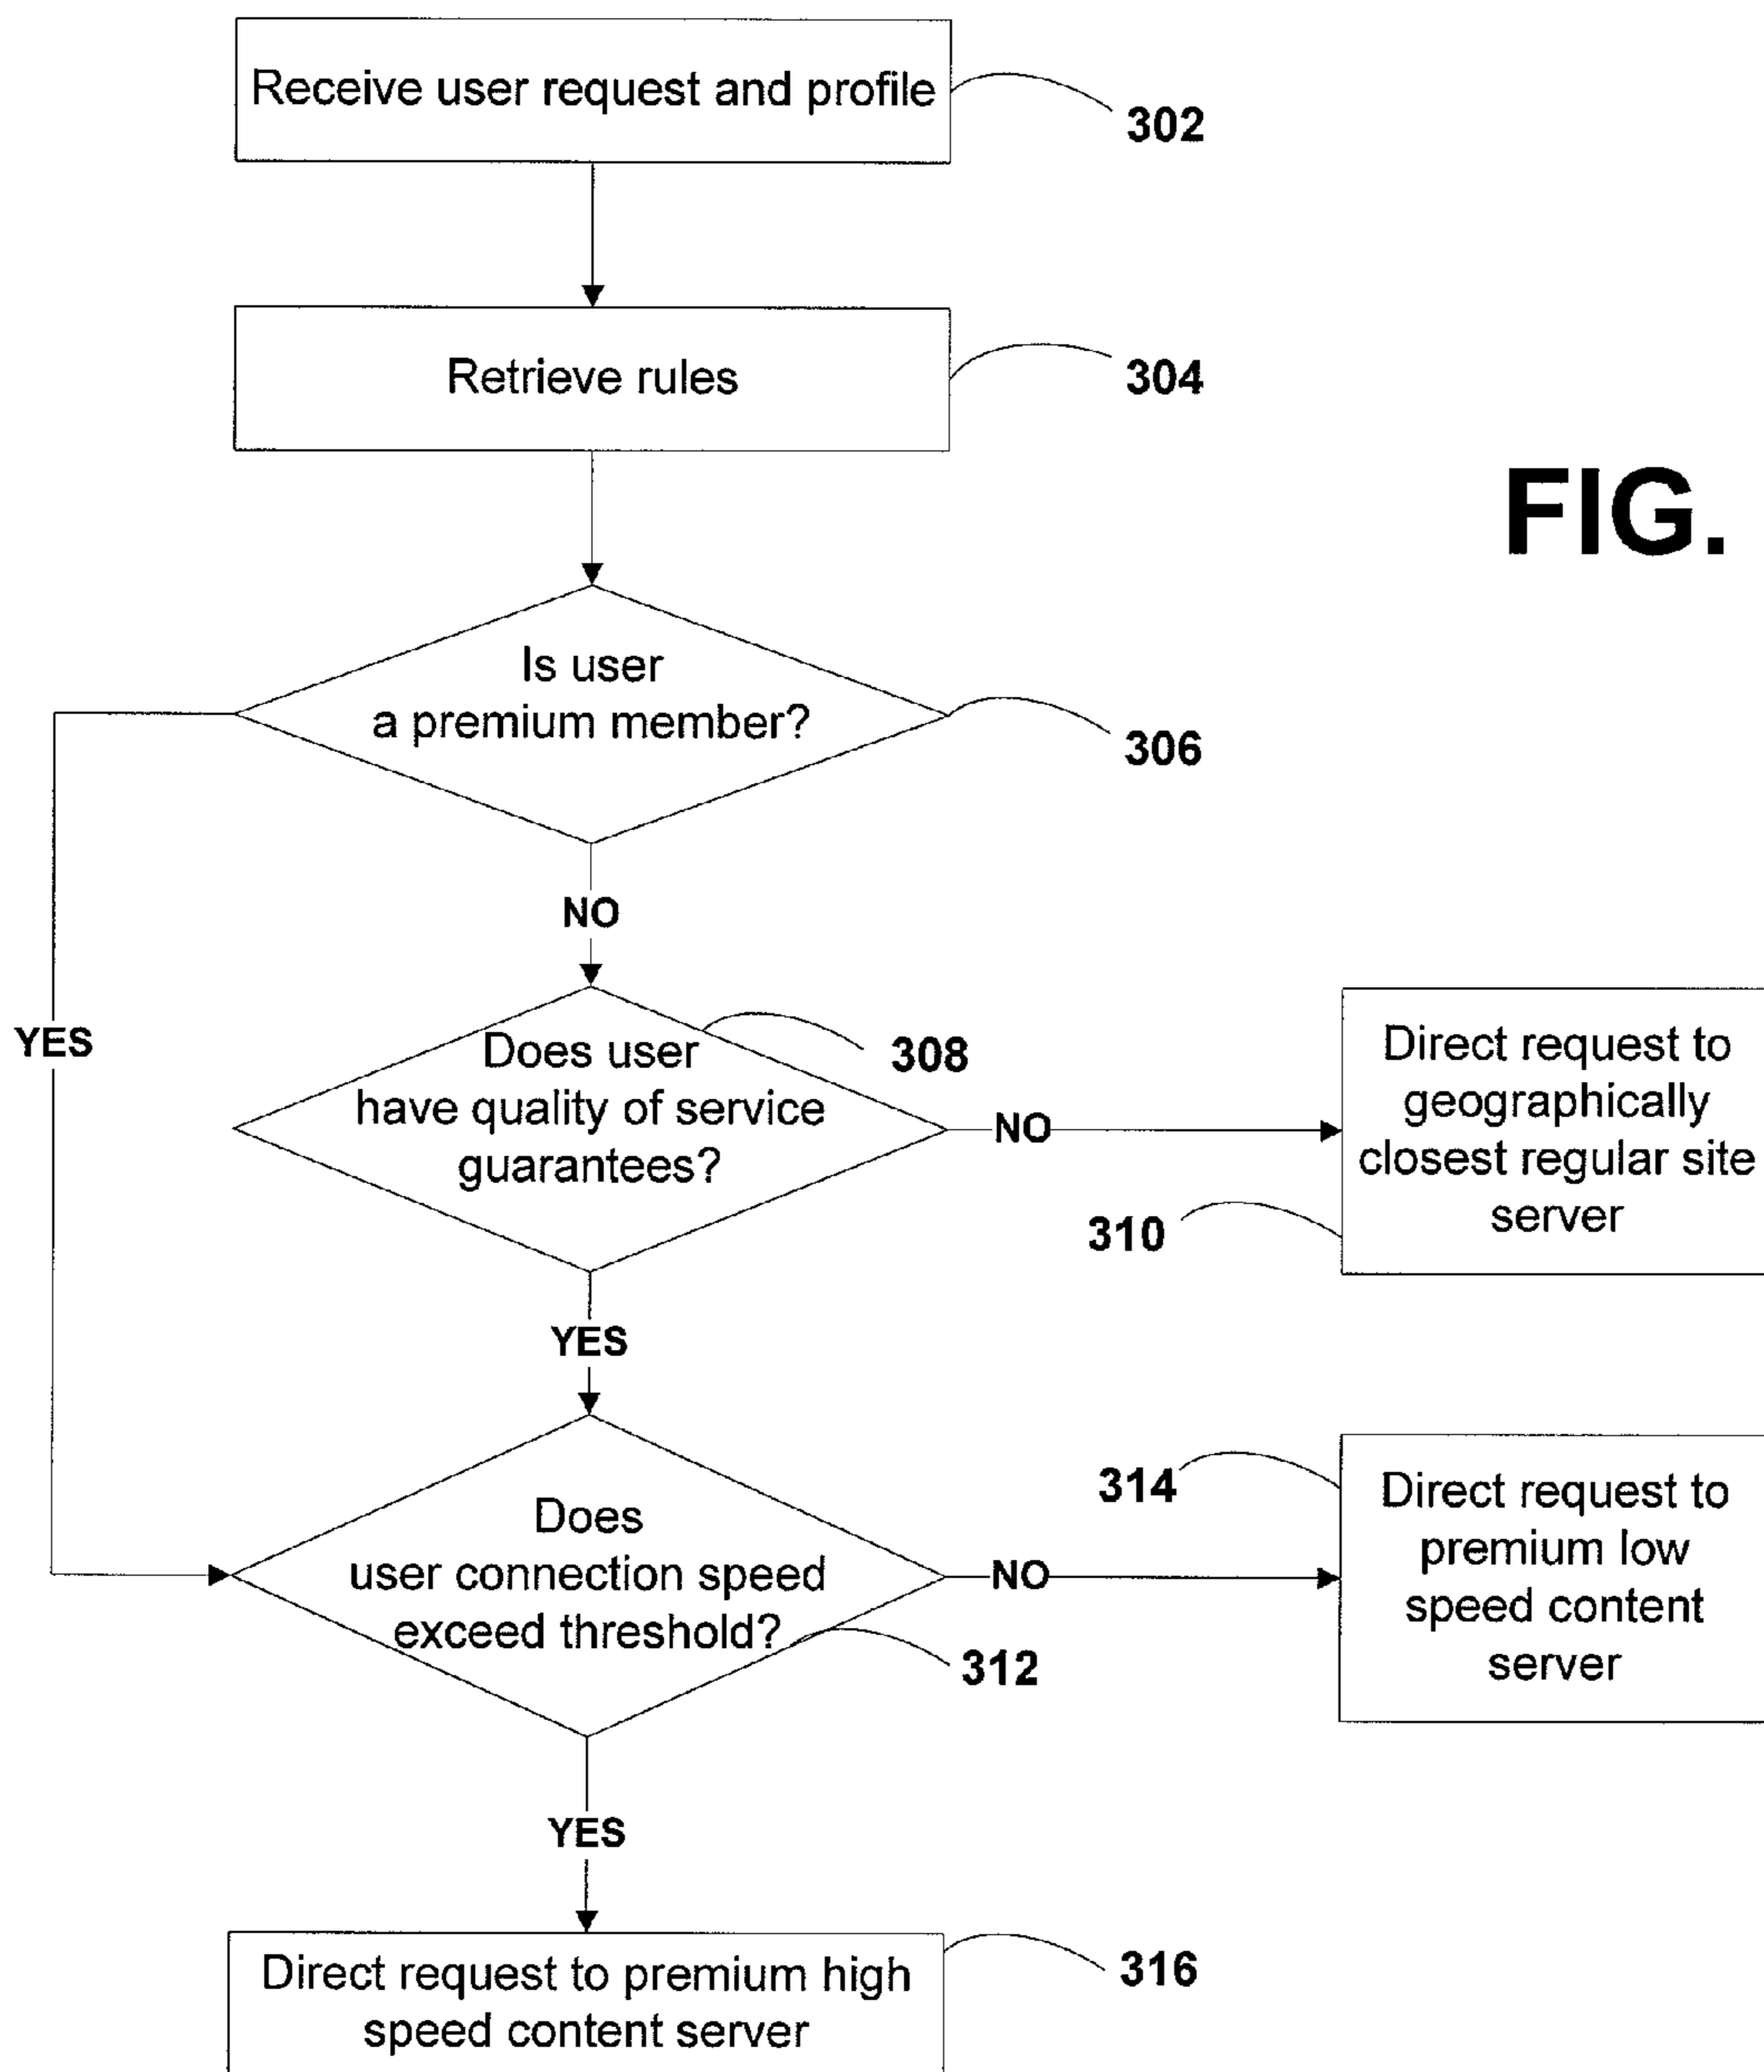 Receive user request and profile
302
Retrieve rules
304
FIG.
Is user
a premium member?
306
NO
YES
Does user
have quality of service
guarantees?
308
NO
Direct request to
geographically
closest regular site
server
310
YES
Does
user connection speed
exceed threshold?
312
NO
314
Direct request to
premium low
speed content
server
YES
Direct request to premium high
speed content server
316